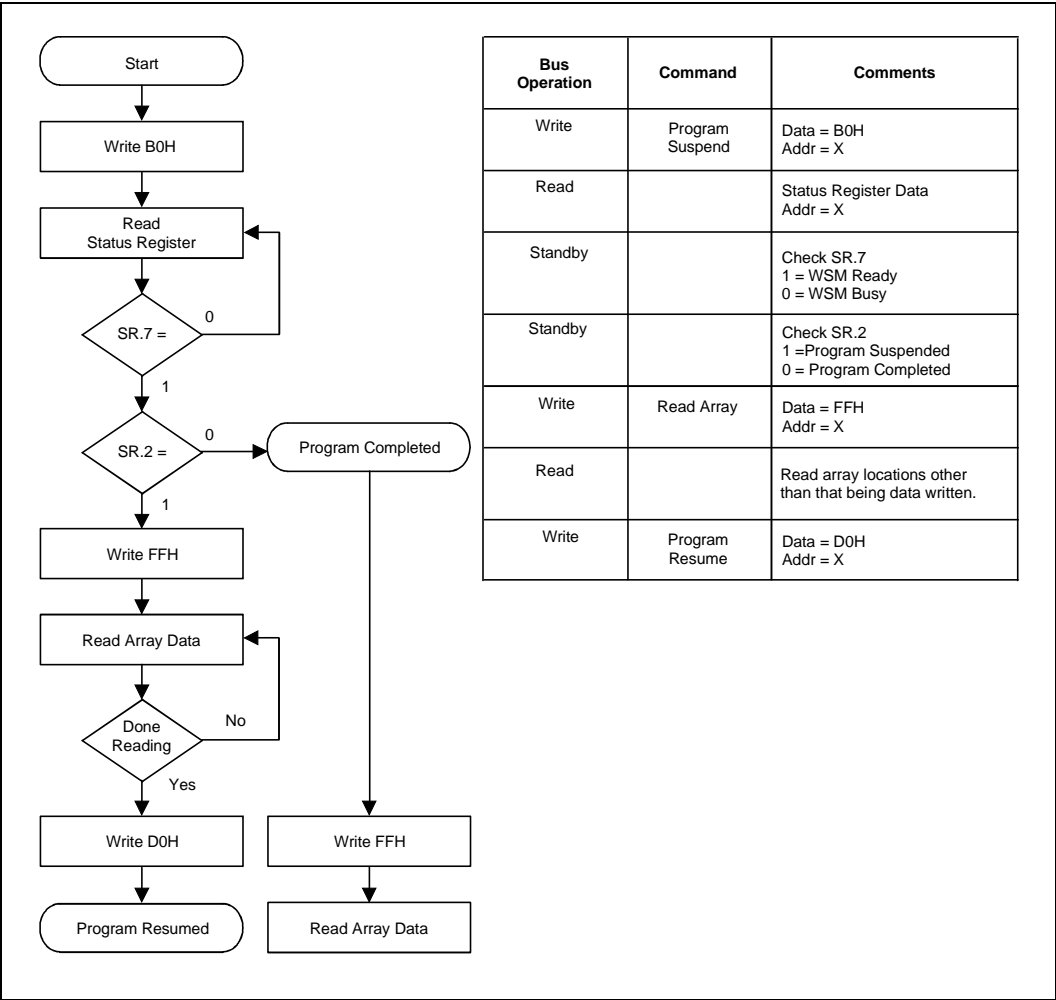 Start
Write B0H
Read
Status Register
SR.7 =
0
1
SR.2 =
0
Program Completed
1
Write FFH
Read Array Data
Done
Reading
No
Yes
Write D0H
Write FFH
Program Resumed
Read Array Data
Bus
Operation
Command
Comments
Write
Program
Suspend
Data = B0H
Addr = X
Read
Status Register Data
Addr = X
Standby
Check SR.7
1 = WSM Ready
0 = WSM Busy
Standby
Check SR.2
1 =Program Suspended
0 = Program Completed
Write
Read Array
Data = FFH
Addr = X
Read
Read array locations other
than that being data written.
Write
Program
Resume
Data = D0H
Addr = X